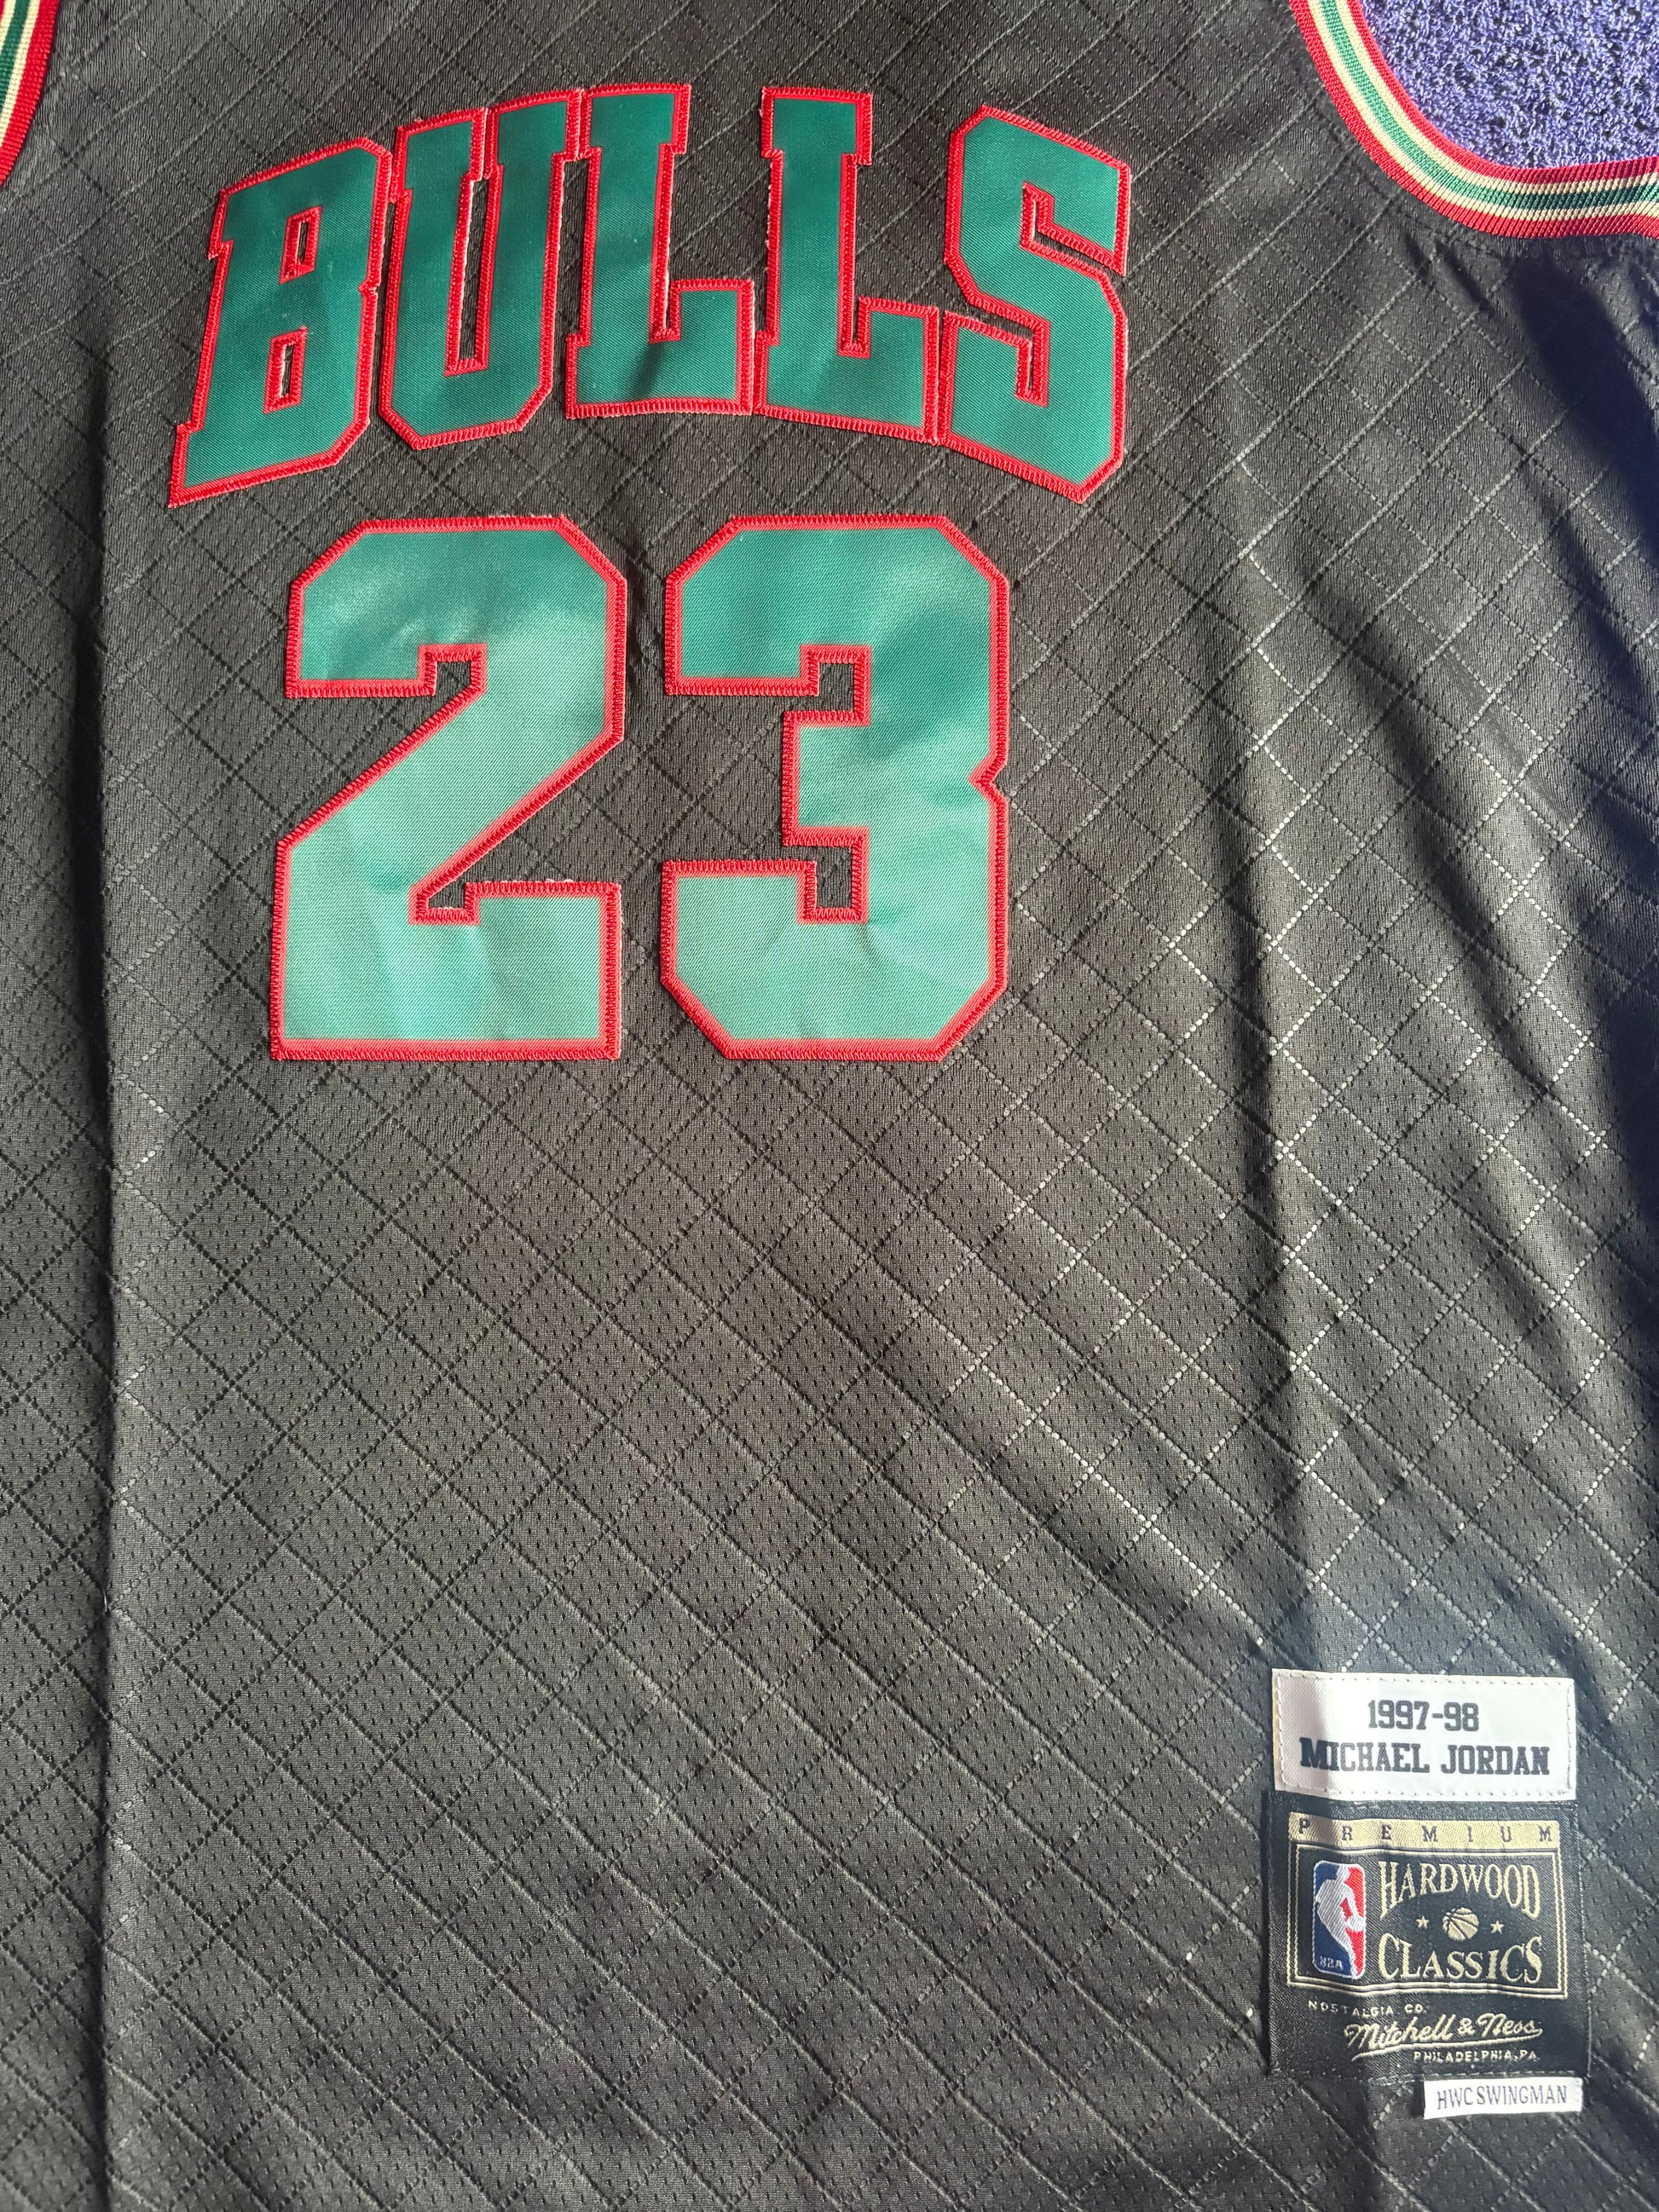 BULLS
23
1997-98
MICHAEL JORDAN
PREMIUM
HARDWOOD
CLASSICS
NBA
NOSTALGIA CO.
Mitchell & Ness
PHILADELPHIA, PA.
HWC SWINGMAN